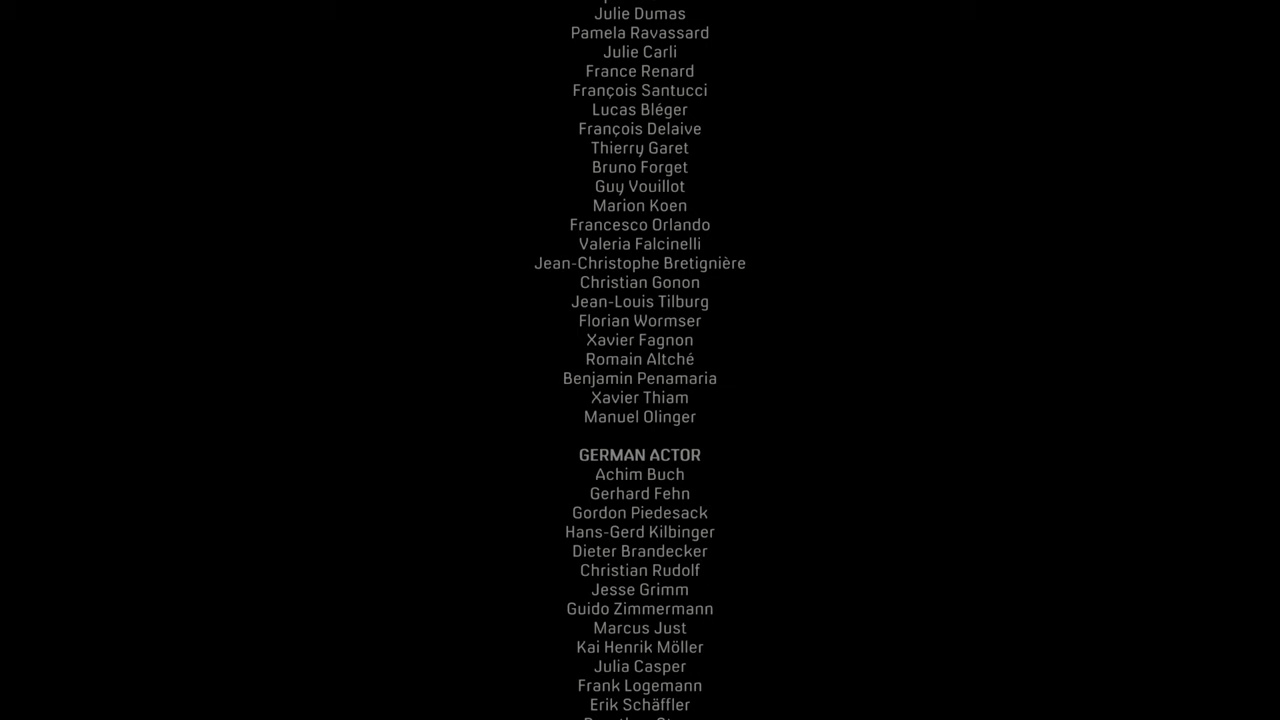 Julie Dumas
Pamela Ravassard
Julie Carli
France Renard
François Santucci
Lucas Bléger
François Delaive
Thierry Garet
Bruno Forget
Guy Vouillot
Marion Koen
Francesco Orlando
Valeria Falcinelli
Jean-Christophe Bretignière
Christian Gonon
Jean-Louis Tilburg
Florian Wormser
Xavier Fagnon
Romain Altché
Benjamin Penamaria
Xavier Thiam
Manuel Olinger
GERMAN ACTOR
Achim Buch
Gerhard Fehn
Gordon Piedesack
Hans-Gerd Kilbinger
Dieter Brandecker
Christian Rudolf
Jesse Grimm
Guido Zimmermann
Marcus Just
Kai Henrik Möller
Julia Casper
Frank Logemann
Erik Schäffler